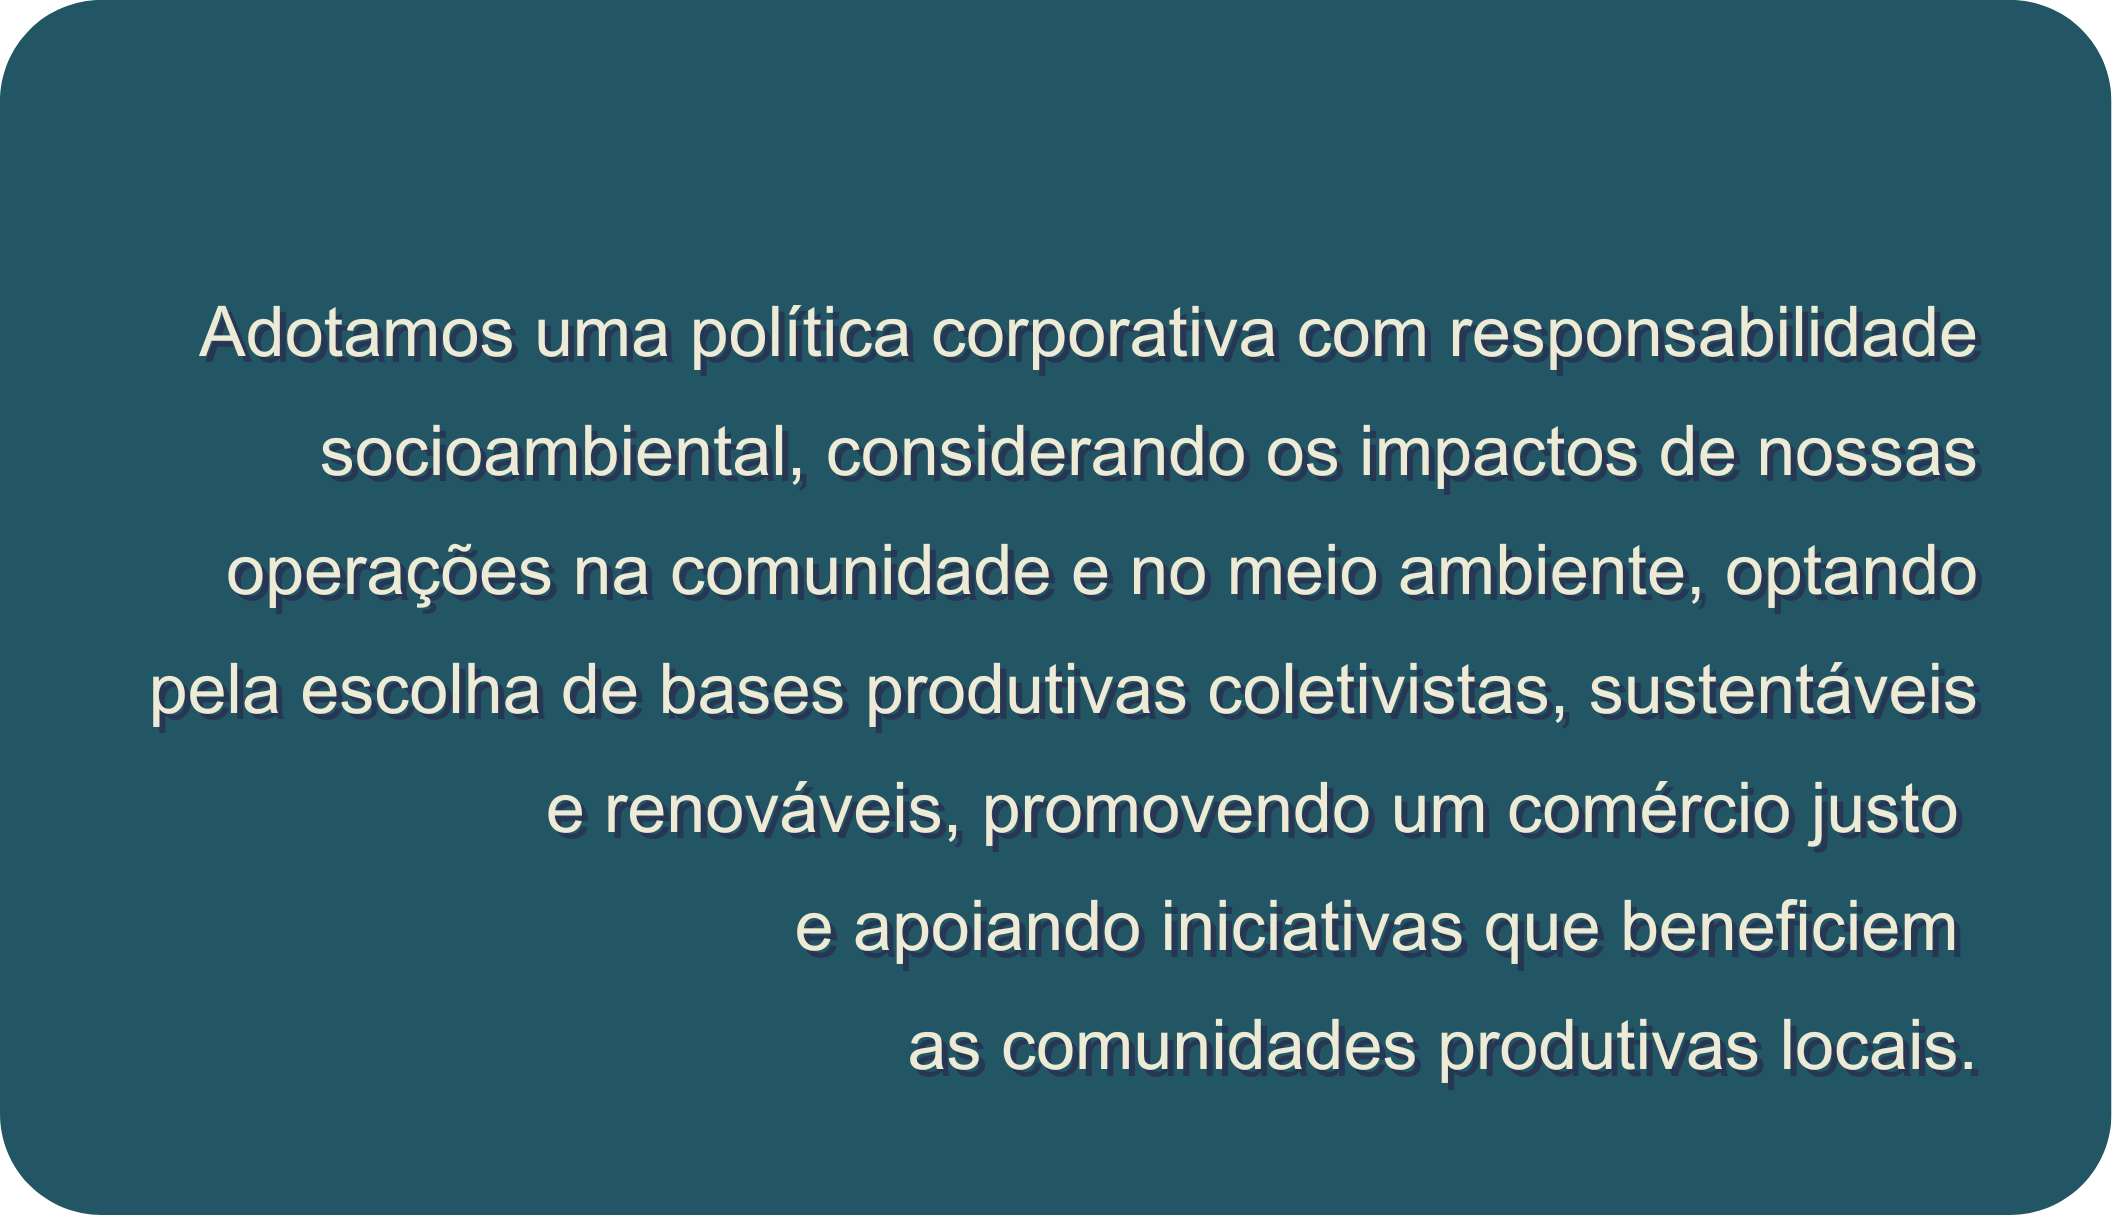 Adotamos uma política corporativa com responsabilidade
socioambiental, considerando os impactos de nossas
operações na comunidade e no meio ambiente, optando
pela escolha de bases produtivas coletivistas, sustentáveis
e renováveis, promovendo um comércio justo
e apoiando iniciativas que beneficiem
as comunidades produtivas locais.